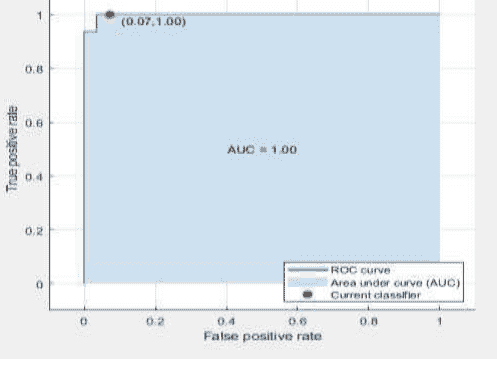 1
(0.07,1.00)
0.8
0.6
True positive rate
AUC = 1.00
0.4
0.2
ROC curve
Area under curve (AUC)
Current classifier
0
0 0.2 0.4 0.6 0.8 1
False positive rate